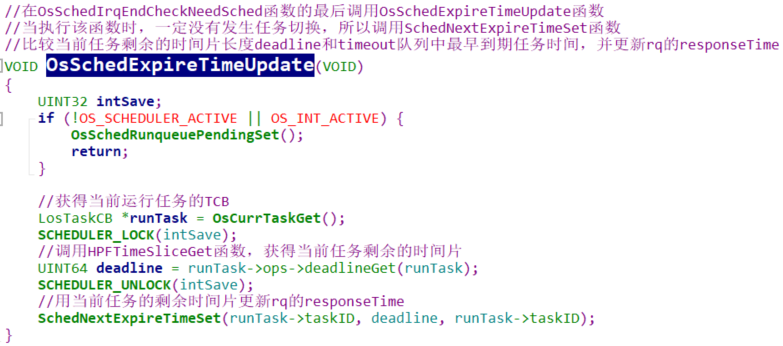 //在OsSchedIrqEndCheckNeedSched函数的最后调用OsSchedExpireTimeUpdate函数
//当执行该函数时，一定没有发生任务切换，所以调用SchedNextExpireTimeSet函数
//比较当前任务剩余的时间片长度deadline和timeout队列中最早到期任务时间，并更新rq的responseTime
VOID OsSchedExpireTimeUpdate(VOID)
{
    UINT32 intSave;
    if (!OS_SCHEDULER_ACTIVE || OS_INT_ACTIVE) {
        OsSchedRunqueuePendingSet();
        return;
    }
    //获得当前运行任务的TCB
    LosTaskCB *runTask = OsCurrTaskGet();
    SCHEDULER_LOCK(intSave);
    //调用HPFTimeSliceGet函数，获得当前任务剩余的时间片
    UINT64 deadline = runTask->ops->deadlineGet(runTask);
    SCHEDULER_UNLOCK(intSave);
    //用当前任务的剩余时间片更新rq的responseTime
    SchedNextExpireTimeSet(runTask->taskID, deadline, runTask->taskID);
}